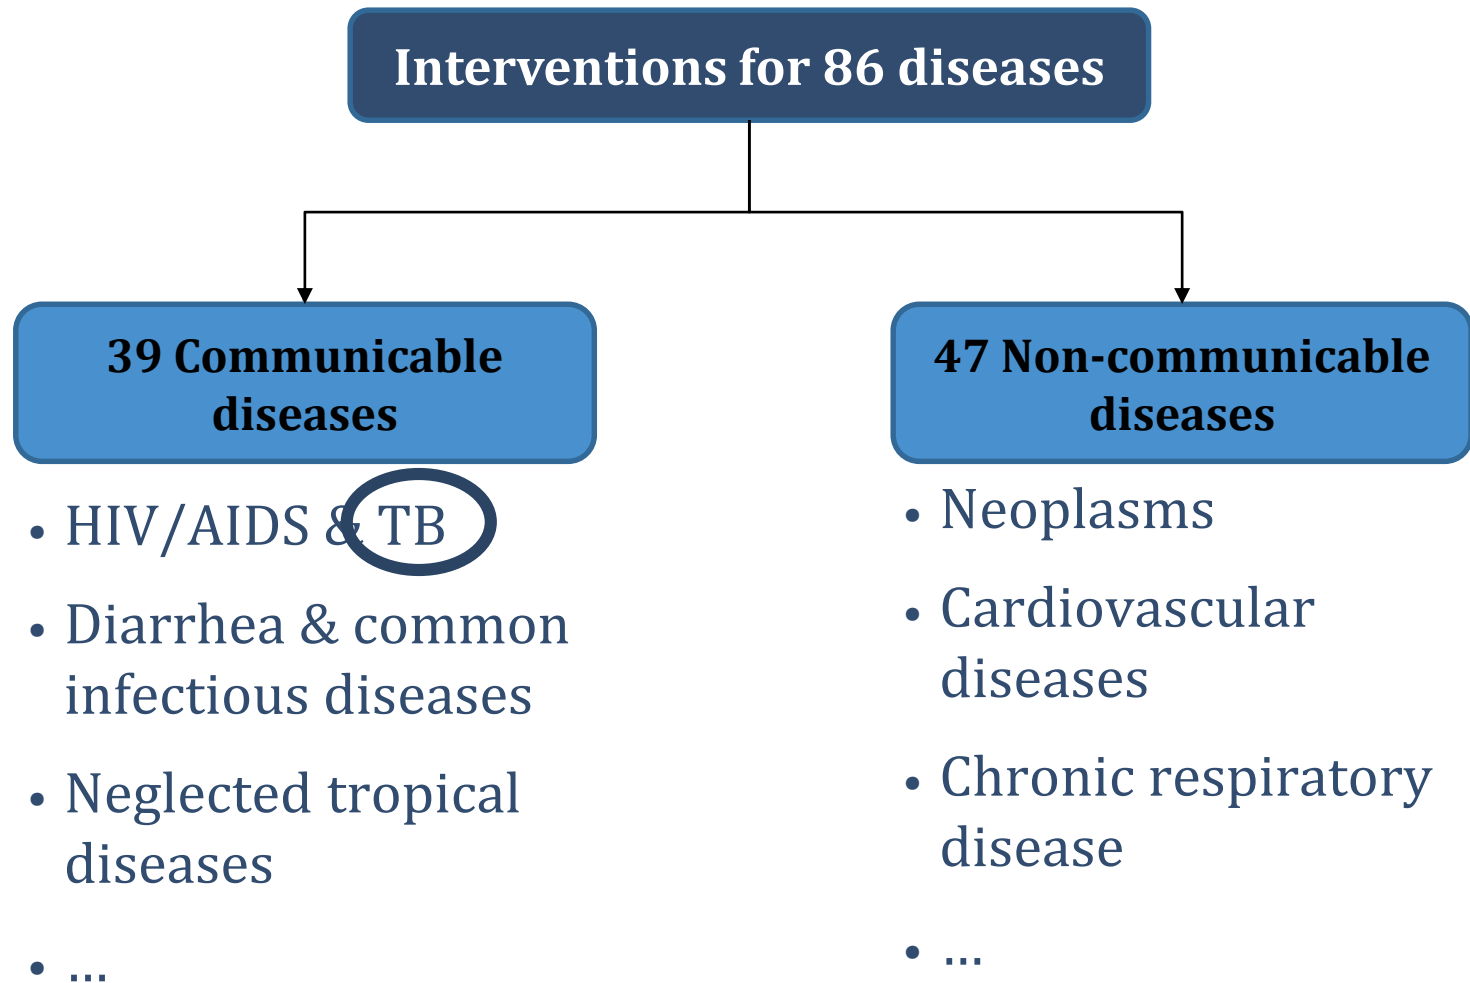 Interventions for 86 diseases
39 Communicable
diseases
• HIV/AIDS & TB
• Diarrhea & common
infectious diseases
• Neglected tropical
diseases
• ...
47 Non-communicable
diseases
• Neoplasms
• Cardiovascular
diseases
• Chronic respiratory
disease
• ...